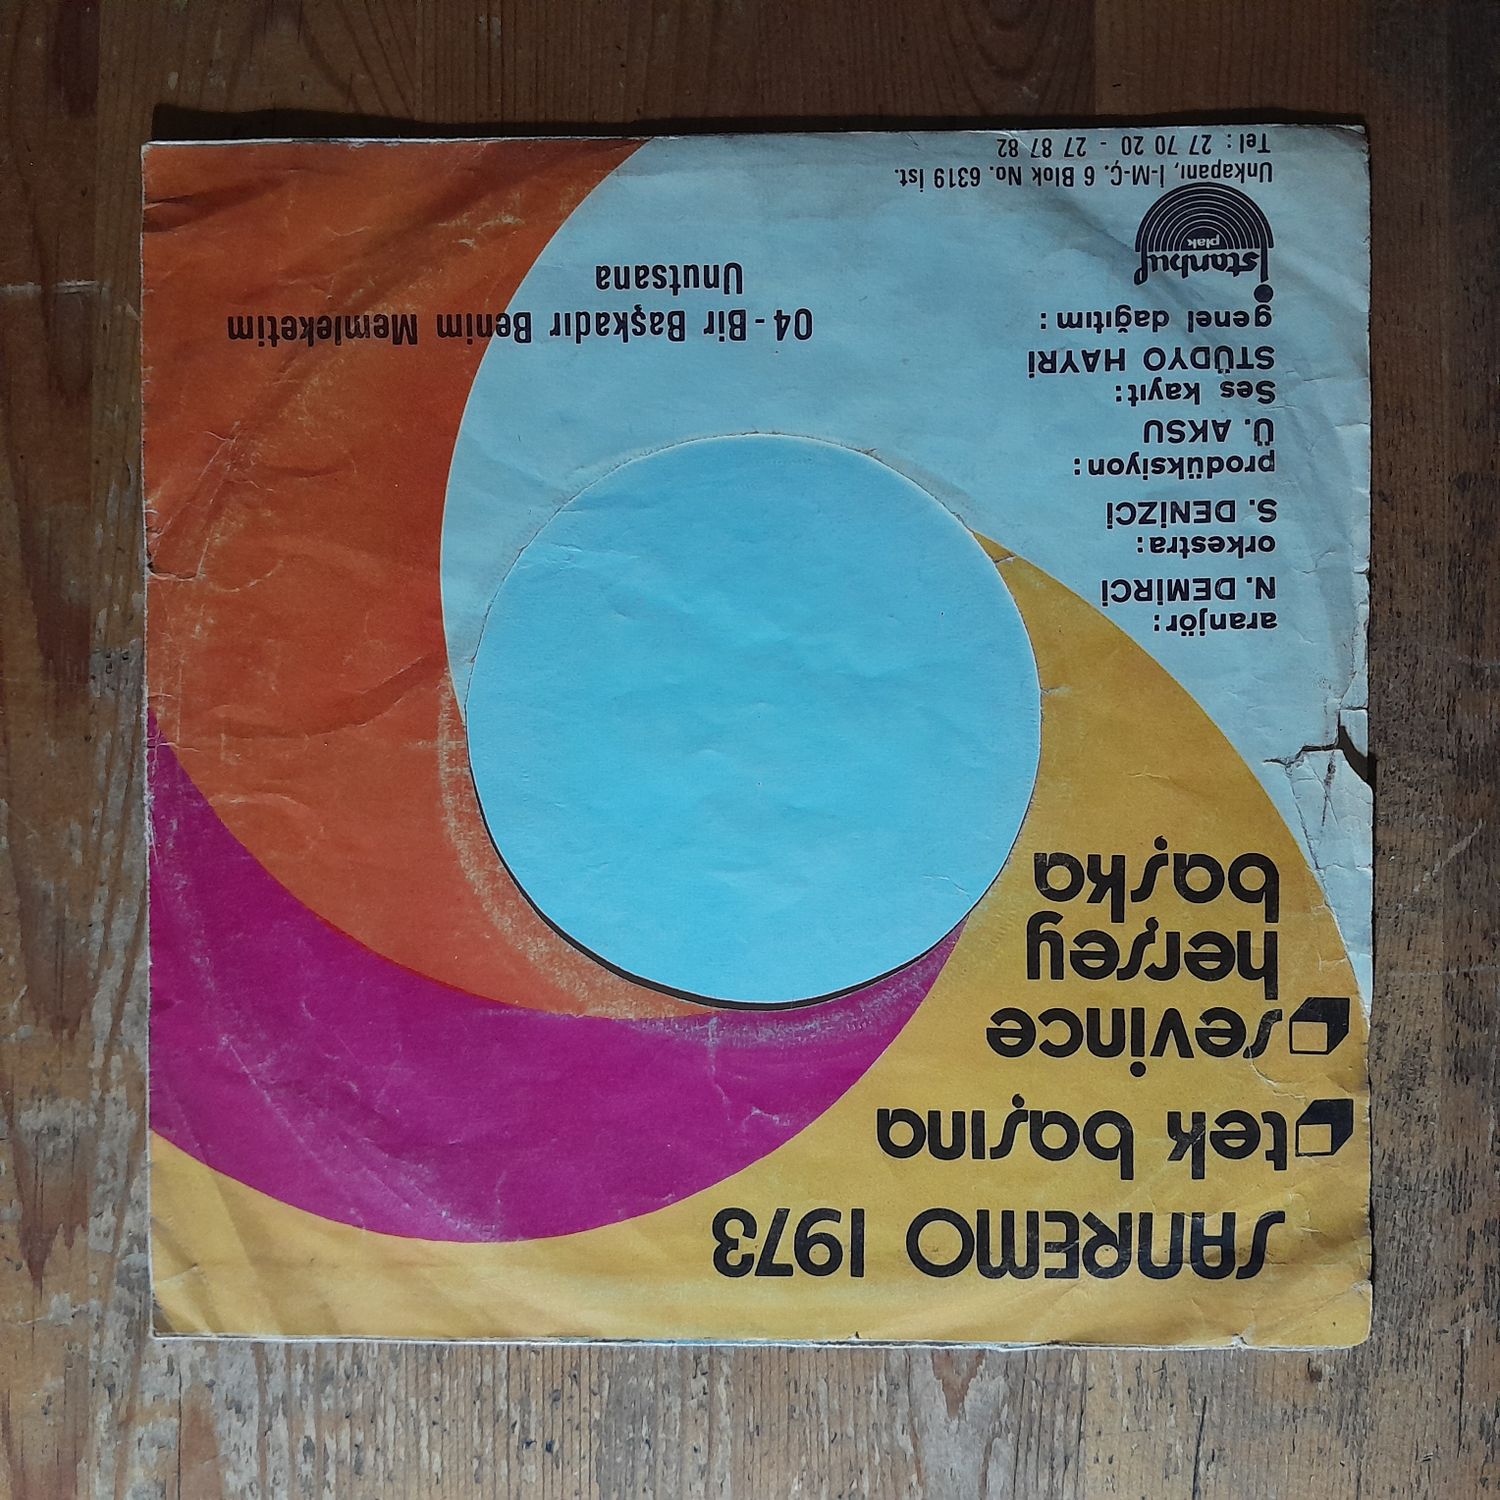 SANREMO 1973
tek başına
sevince
herşey
başka
aranjör:
N. DEMİRCİ
orkestra:
S. DENİZCİ
prodüksiyon:
Ü. AKSU
Ses kayıt:
STÜDYO HAYRİ
genel dağıtım:
İstanbul
plak
Unkapanı, İ-M-Ç. 6 Blok No. 6319 İst.
Tel: 27 70 20 - 27 87 82
04 - Bir Başkadır Benim Memleketim
Unutsana